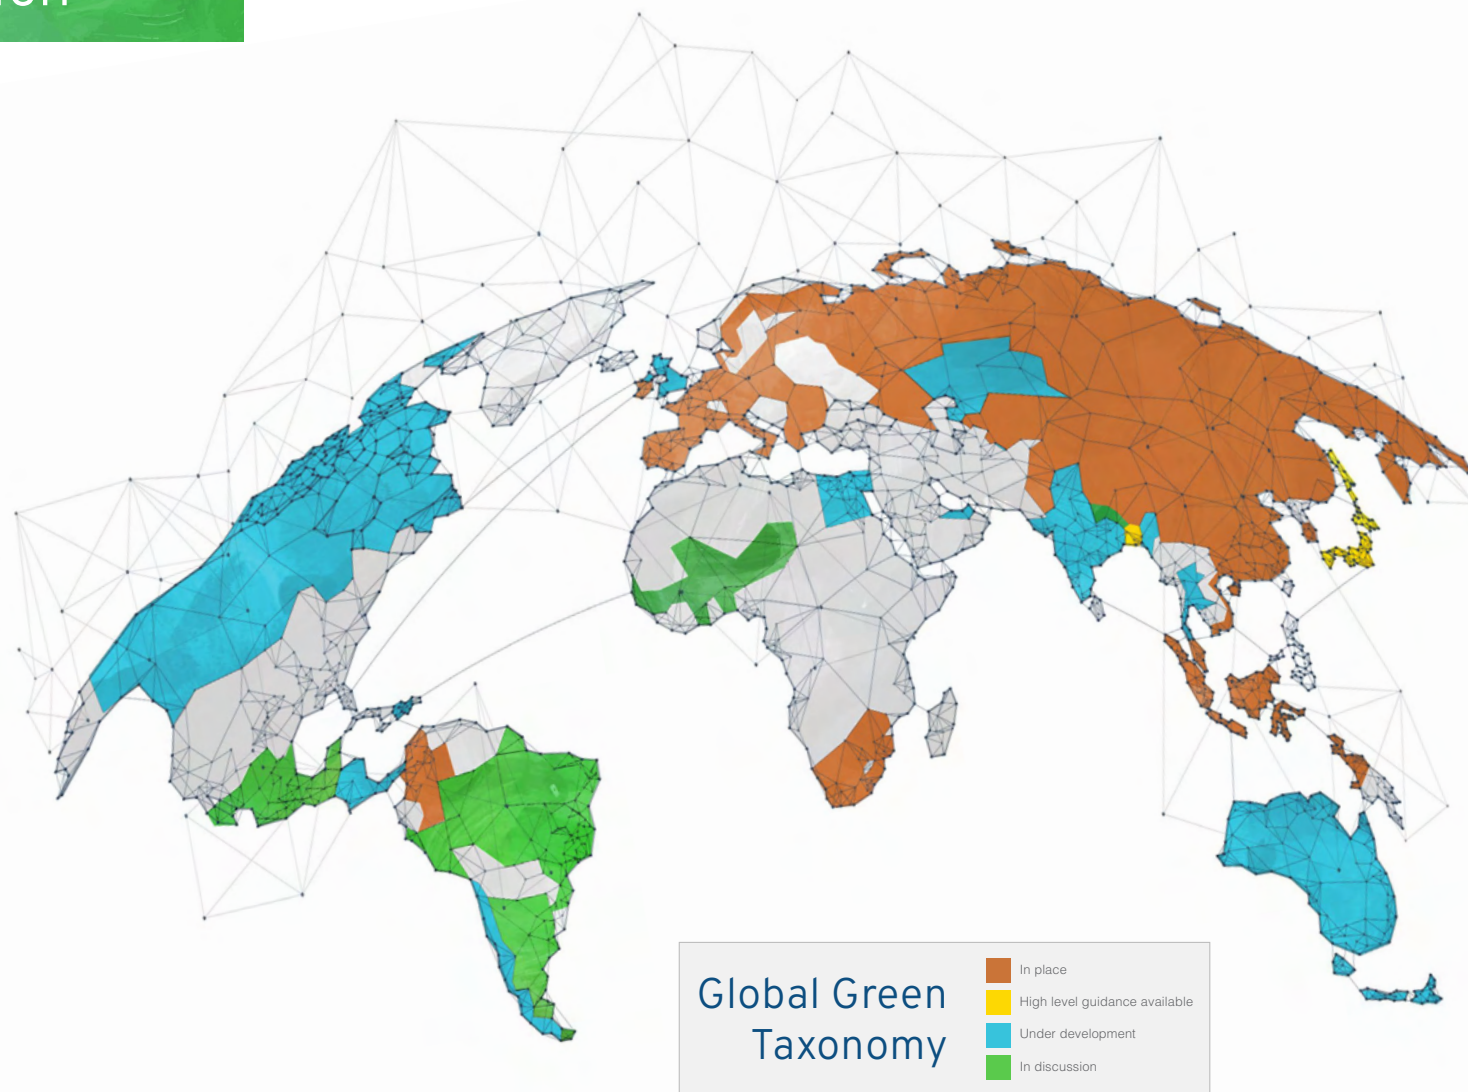 Global Green
Taxonomy
In place
High level guidance available
Under development
In discussion